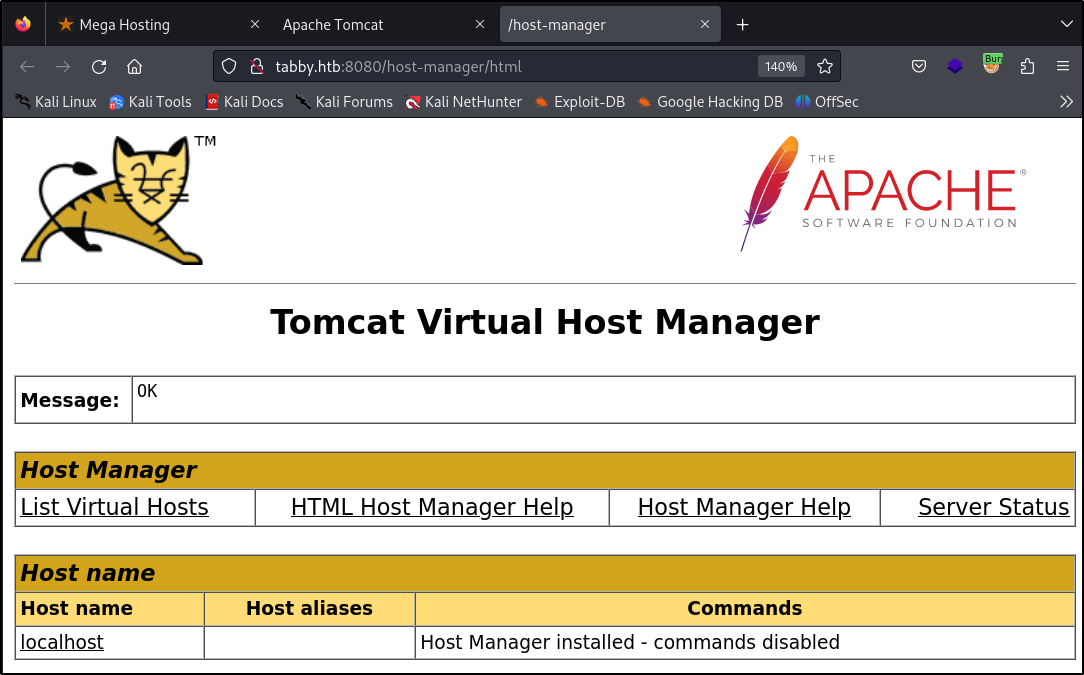 Mega Hosting
Apache Tomcat
/host-manager
tabby.htb:8080/host-manager/html
140%
Burr
Kali Linux Kali Tools Kali Docs Kali Forums Kali NetHunter Exploit-DB Google Hacking DB OffSec
TM
THE
APACHE®
SOFTWARE FOUNDATION
Tomcat Virtual Host Manager
Message: OK
Host Manager
List Virtual Hosts HTML Host Manager Help Host Manager Help Server Status
Host name
Host name Host aliases Commands
localhost Host Manager installed - commands disabled